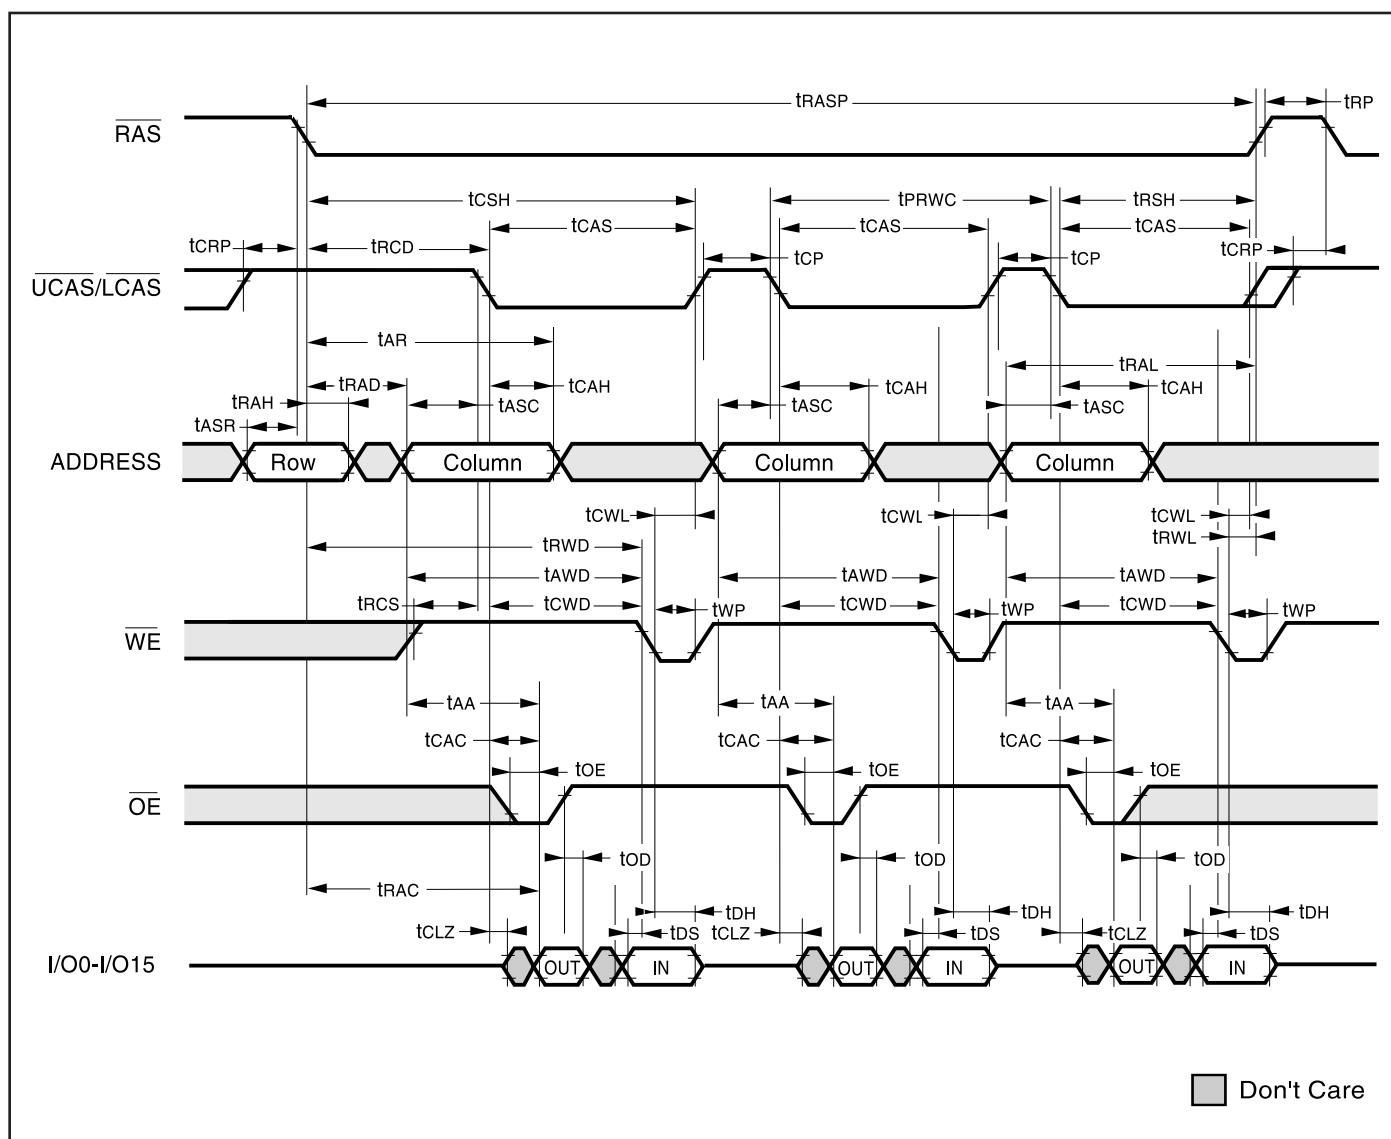 tRASP tRP
RAS
tCSH tPRWC tRSH
tCAS tCAS tCAS
tCRP tRCD tCP tCP tCRP
UCAS/LCAS
tAR
tRAL
tRAD tCAH tCAH tCAH
tRAH tASC tASC tASC
tASR
ADDRESS Row Column Column Column
tCWL tCWL tCWL
tRWD tRWL
tAWD tAWD tAWD
tRCS tCWD tWP tCWD tWP tCWD tWP
WE
tAA tAA tAA
tCAC tCAC tCAC
tOE tOE tOE
OE
tOD tOD tOD
tRAC
tDH tDH tDH
tCLZ tDS tCLZ tDS tCLZ tDS
I/O0-I/O15 OUT IN OUT IN OUT IN
Don't Care